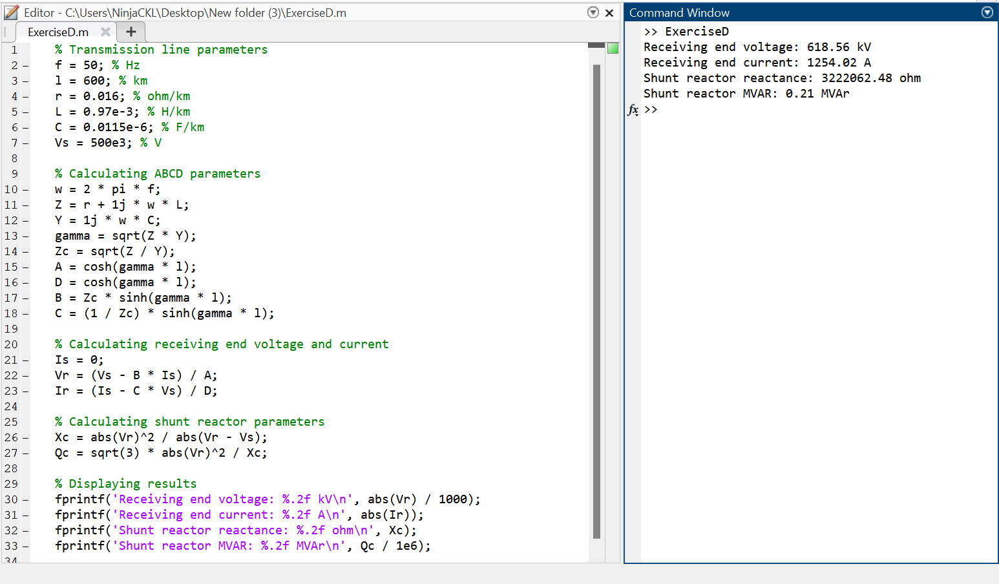 Editor - C:\Users\NinjaCKL\Desktop\New folder (3)\ExerciseD.m
ExerciseD.m
1 % Transmission line parameters
2 – f = 50; % Hz
3 – l = 600; % km
4 – r = 0.016; % ohm/km
5 – L = 0.97e-3; % H/km
6 – C = 0.0115e-6; % F/km
7 – Vs = 500e3; % V
8
9 % Calculating ABCD parameters
10 – w = 2 * pi * f;
11 – Z = r + 1j * w * L;
12 – Y = 1j * w * C;
13 – gamma = sqrt(Z * Y);
14 – Zc = sqrt(Z / Y);
15 – A = cosh(gamma * l);
16 – D = cosh(gamma * l);
17 – B = Zc * sinh(gamma * l);
18 – C = (1 / Zc) * sinh(gamma * l);
19
20 % Calculating receiving end voltage and current
21 – Is = 0;
22 – Vr = (Vs - B * Is) / A;
23 – Ir = (Is - C * Vs) / D;
24
25 % Calculating shunt reactor parameters
26 – Xc = abs(Vr)^2 / abs(Vr - Vs);
27 – Qc = sqrt(3) * abs(Vr)^2 / Xc;
28
29 % Displaying results
30 – fprintf('Receiving end voltage: %.2f kV\n', abs(Vr) / 1000);
31 – fprintf('Receiving end current: %.2f A\n', abs(Ir));
32 – fprintf('Shunt reactor reactance: %.2f ohm\n', Xc);
33 – fprintf('Shunt reactor MVAR: %.2f MVAr\n', Qc / 1e6);
34
Command Window
>> ExerciseD
Receiving end voltage: 618.56 kV
Receiving end current: 1254.02 A
Shunt reactor reactance: 3222062.48 ohm
Shunt reactor MVAR: 0.21 MVAr
fx >>